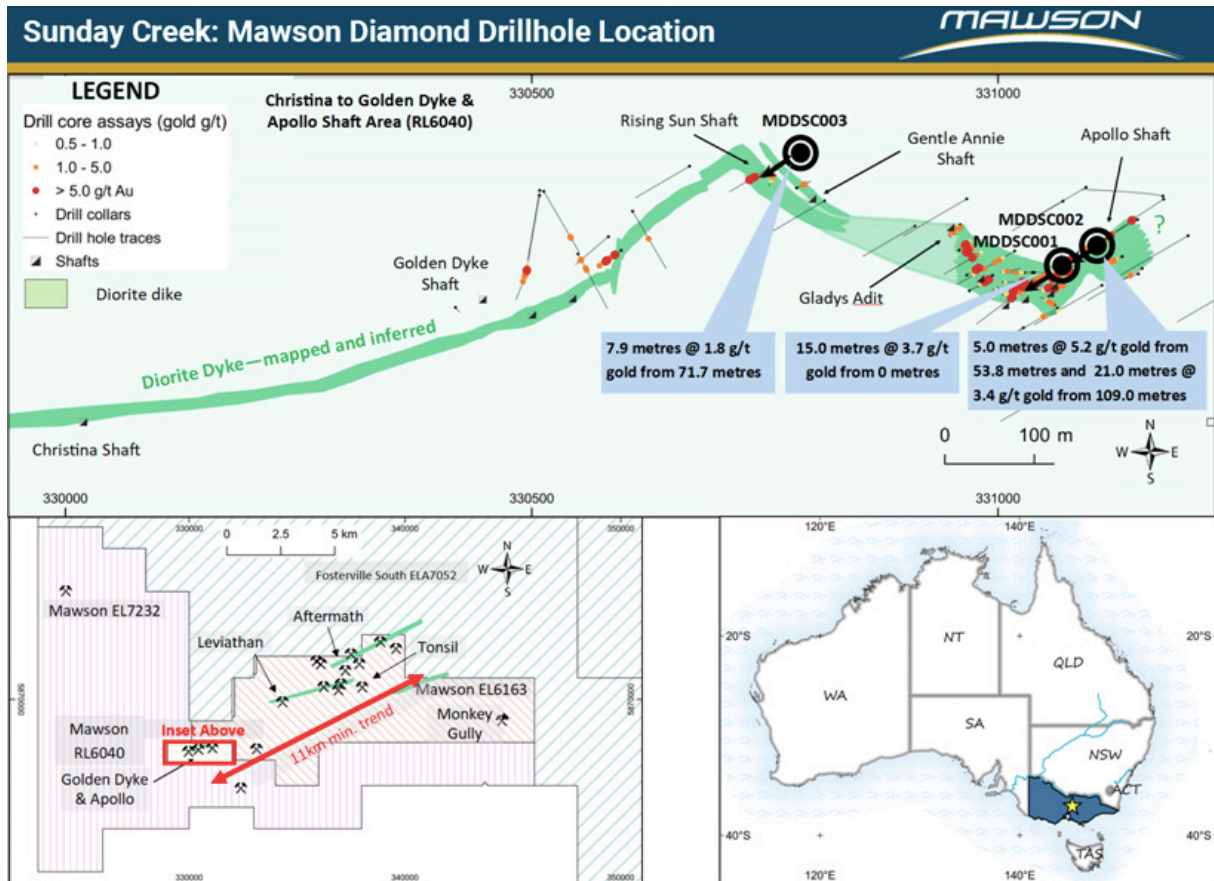 Sunday Creek: Mawson Diamond Drillhole Location
MAWSON
LEGEND
Drill core assays (gold g/t)
0.5 - 1.0
1.0 - 5.0
> 5.0 g/t Au
Drill collars
Drill hole traces
Shafts
Diorite dike
Christina to Golden Dyke &
Apollo Shaft Area (RL6040)
330500
331000
Rising Sun Shaft
MDDSC003
Gentle Annie
Shaft
Apollo Shaft
MDDSC002
MDDSC001
?
Golden Dyke
Shaft
Gladys Adit
Diorite Dyke—mapped and inferred
7.9 metres @ 1.8 g/t
gold from 71.7 metres
15.0 metres @ 3.7 g/t
gold from 0 metres
5.0 metres @ 5.2 g/t gold from
53.8 metres and 21.0 metres @
3.4 g/t gold from 109.0 metres
Christina Shaft
0 100 m
N
W E
S
330000
330500
331000
330000
340000
350000
0 2.5 5 km
N
W E
S
Fosterville South ELA7052
Mawson EL7232
Aftermath
Leviathan
Tonsil
Mawson EL6163
Monkey
Gully
11km min. trend
Mawson
RL6040
Inset Above
Golden Dyke
& Apollo
5870000
5870000
330000
340000
350000
120°E
140°E
20°S
20°S
NT
QLD
WA
SA
NSW
ACT
40°S
40°S
TAS
120°E
140°E